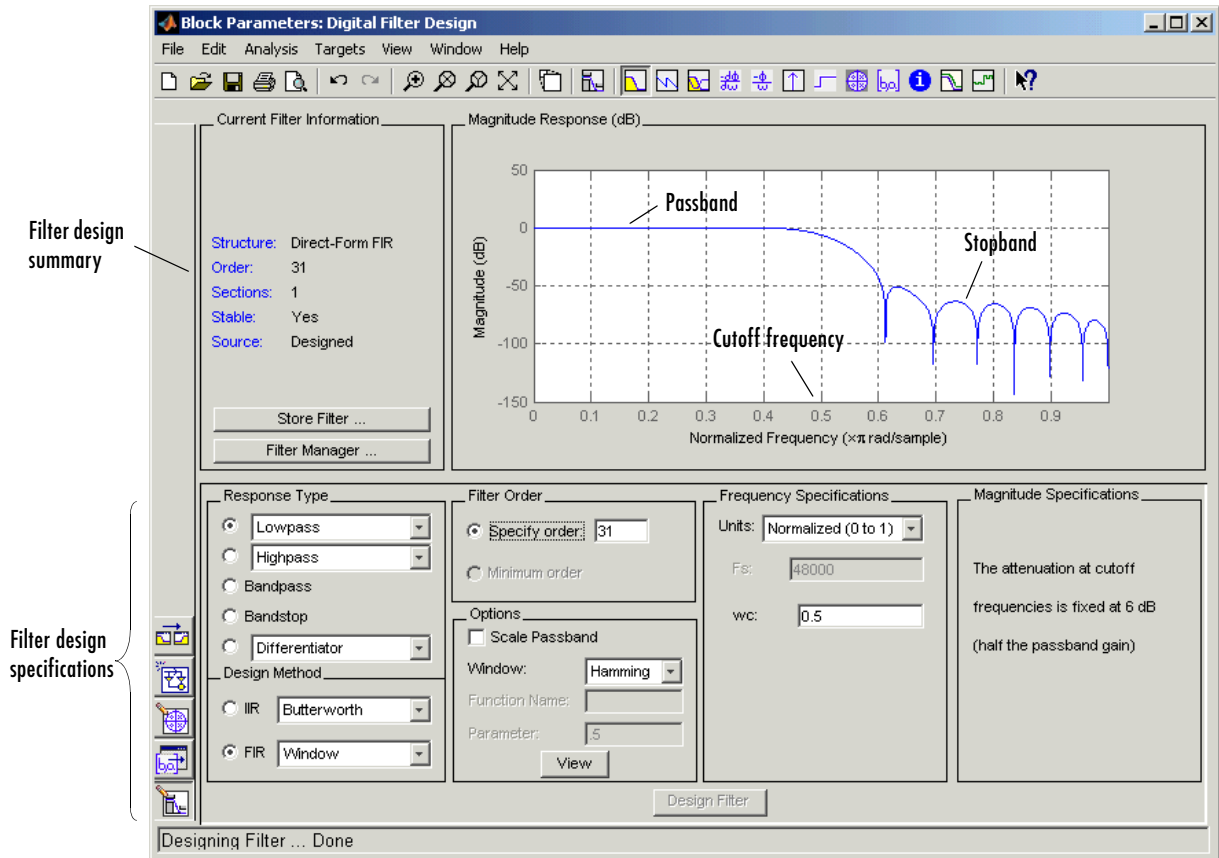 Block Parameters: Digital Filter Design
File Edit Analysis Targets View Window Help
Current Filter Information
Structure: Direct-Form FIR
Order: 31
Sections: 1
Stable: Yes
Source: Designed
Store Filter ...
Filter Manager ...
Filter design
summary
Magnitude Response (dB)
50
0
-50
-100
-150
Magnitude (dB)
Passband
Stopband
Cutoff frequency
0 0.1 0.2 0.3 0.4 0.5 0.6 0.7 0.8 0.9
Normalized Frequency (×π rad/sample)
Filter design
specifications
Response Type
Lowpass
Highpass
Bandpass
Bandstop
Differentiator
Design Method
IIR Butterworth
FIR Window
Filter Order
Specify order: 31
Minimum order
Options
Scale Passband
Window: Hamming
Function Name:
Parameter: .5
View
Frequency Specifications
Units: Normalized (0 to 1)
Fs: 48000
wc: 0.5
Magnitude Specifications
The attenuation at cutoff
frequencies is fixed at 6 dB
(half the passband gain)
Design Filter
Designing Filter ... Done